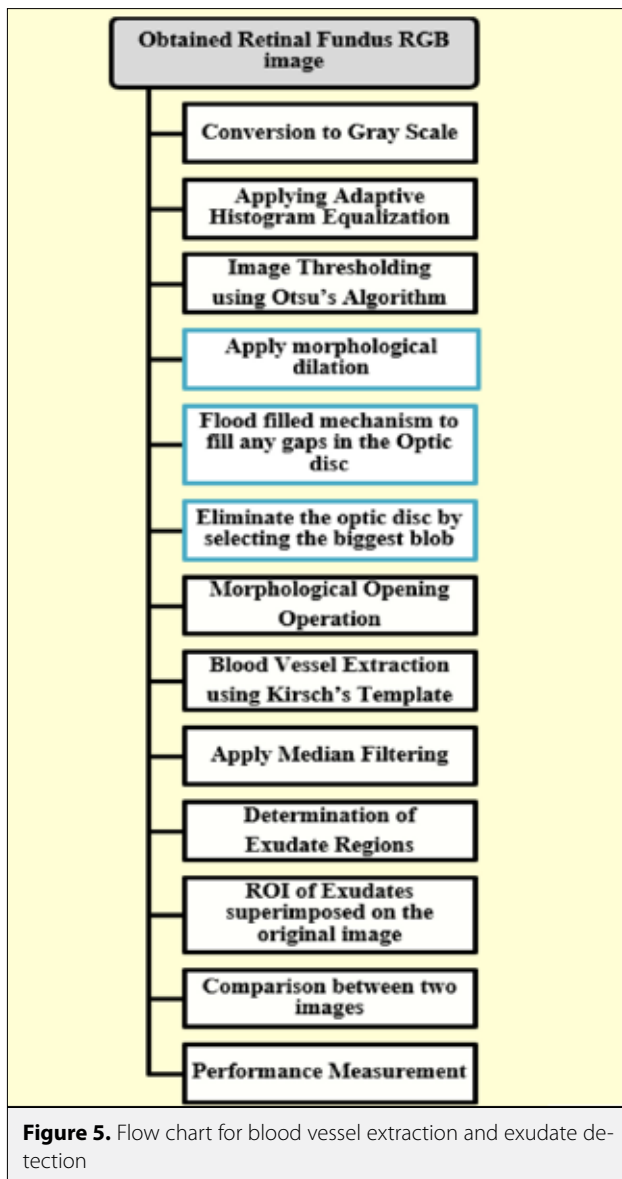 Obtained Retinal Fundus RGB
image
Conversion to Gray Scale
Applying Adaptive
Histogram Equalization
Image Thresholding
using Otsu's Algorithm
Apply morphological
dilation
Flood filled mechanism to
fill any gaps in the Optic
disc
Eliminate the optic disc by
selecting the biggest blob
Morphological Opening
Operation
Blood Vessel Extraction
using Kirsch's Template
Apply Median Filtering
Determination of
Exudate Regions
ROI of Exudates
superimposed on the
original image
Comparison between two
images
Performance Measurement
Figure 5. Flow chart for blood vessel extraction and exudate de-
tection